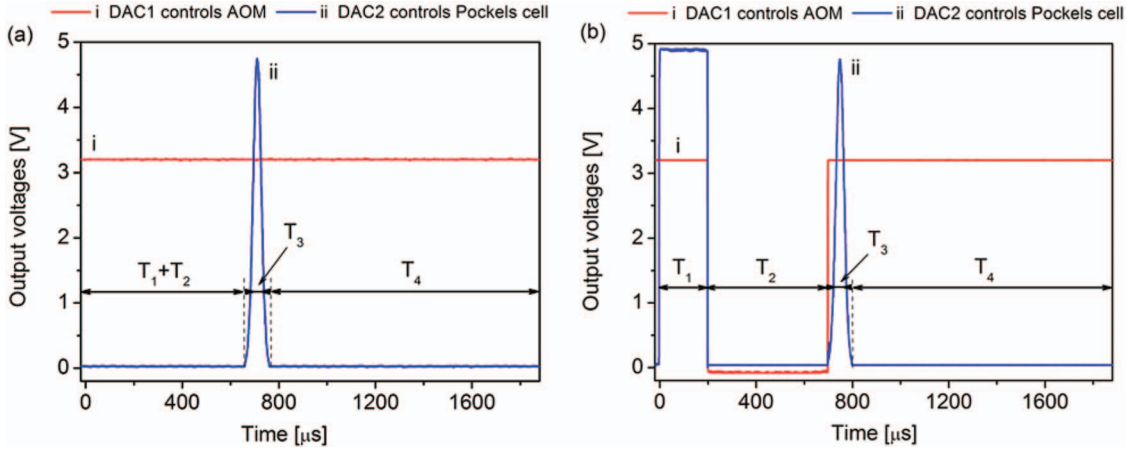 i DAC1 controls AOM ii DAC2 controls Pockels cell
(a)
5
4
3
2
1
0
Output voltages [V]
i
ii
T₃
T₁+T₂
T₄
0 400 800 1200 1600
Time [μs]
i DAC1 controls AOM ii DAC2 controls Pockels cell
(b)
5
4
3
2
1
0
Output voltages [V]
i
ii
T₃
T₁
T₂
T₄
0 400 800 1200 1600
Time [μs]